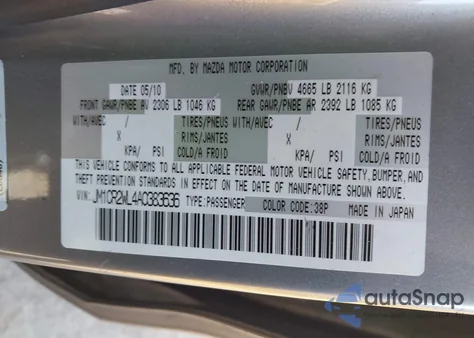 MFD. BY MAZDA MOTOR CORPORATION
DATE 05/10 GVWR/PNBV 4665 LB 2116 KG
FRONT GAWR/PNBE AV 2306 LB 1046 KG REAR GAWR/PNBE AR 2392 LB 1085 KG
WITH/AVEC TIRES/PNEUS WITH/AVEC TIRES/PNEUS
X RIMS/JANTES X RIMS/JANTES
KPA/ PSI/ COLD/A FROID KPA/ PSI/ COLD/A FROID
THIS VEHICLE CONFORMS TO ALL APPLICABLE FEDERAL MOTOR VEHICLE SAFETY, BUMPER, AND
THEFT PREVENTION STANDARDS IN EFFECT ON THE DATE OF MANUFACTURE SHOWN ABOVE.
VIN: JM1CR2WL4A0383636 TYPE:PASSENGER COLOR CODE:38P MADE IN JAPAN
autoSnap